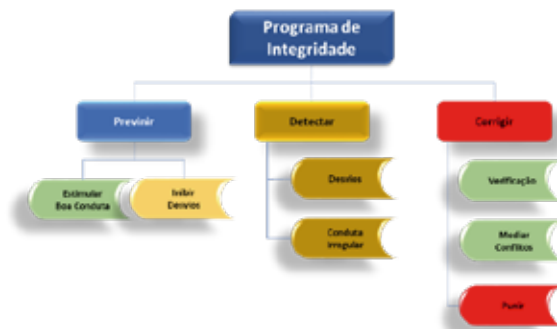 Programa de
Integridade
Previnir
Detectar
Corrigir
Estimular
Boa Conduta
Inibir
Desvios
Desvios
Conduta
Irregular
Verificação
Mediar
Conflitos
Punir